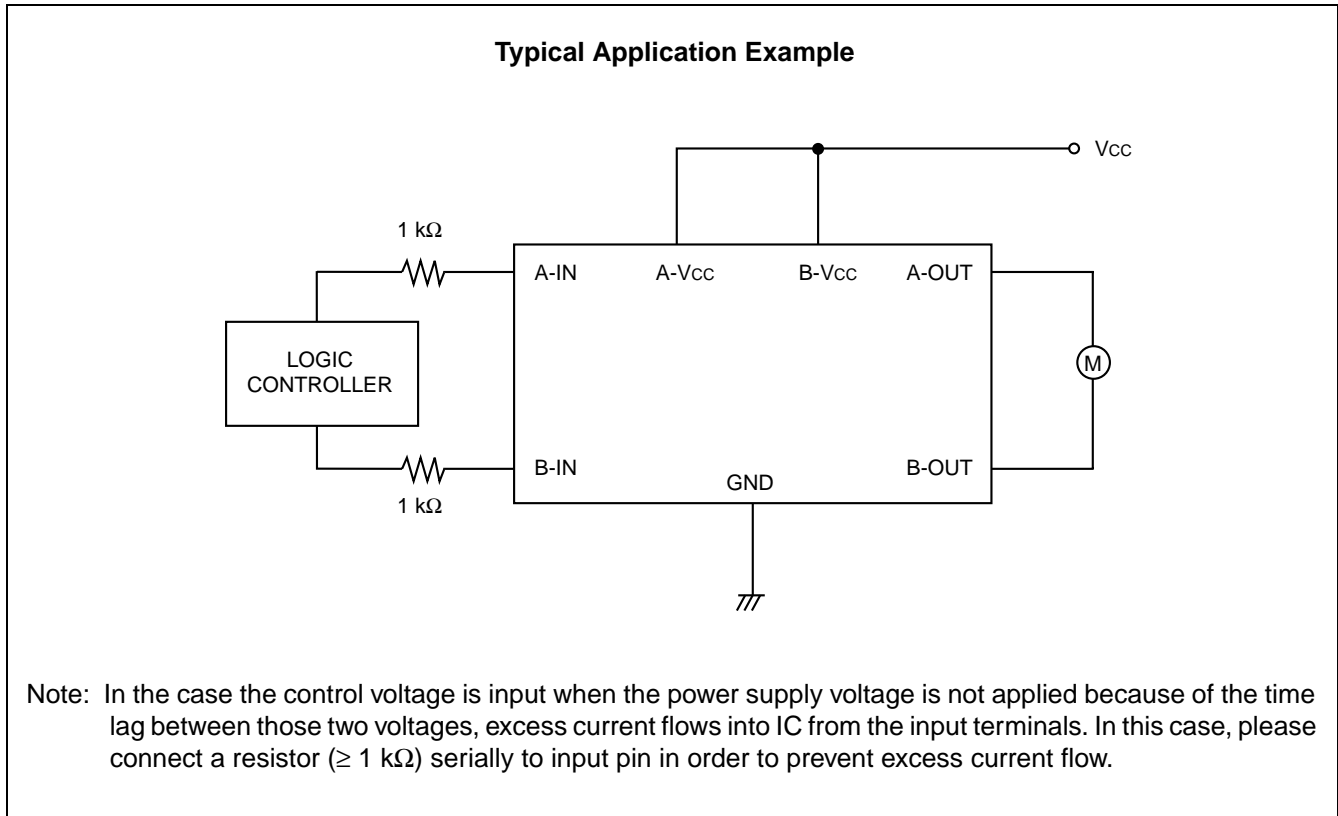 Typical Application Example
Vcc
1 kΩ
A-IN
A-Vcc
B-Vcc
A-OUT
LOGIC
CONTROLLER
M
B-IN
GND
B-OUT
1 kΩ
Note: In the case the control voltage is input when the power supply voltage is not applied because of the time
lag between those two voltages, excess current flows into IC from the input terminals. In this case, please
connect a resistor (≥ 1 kΩ) serially to input pin in order to prevent excess current flow.